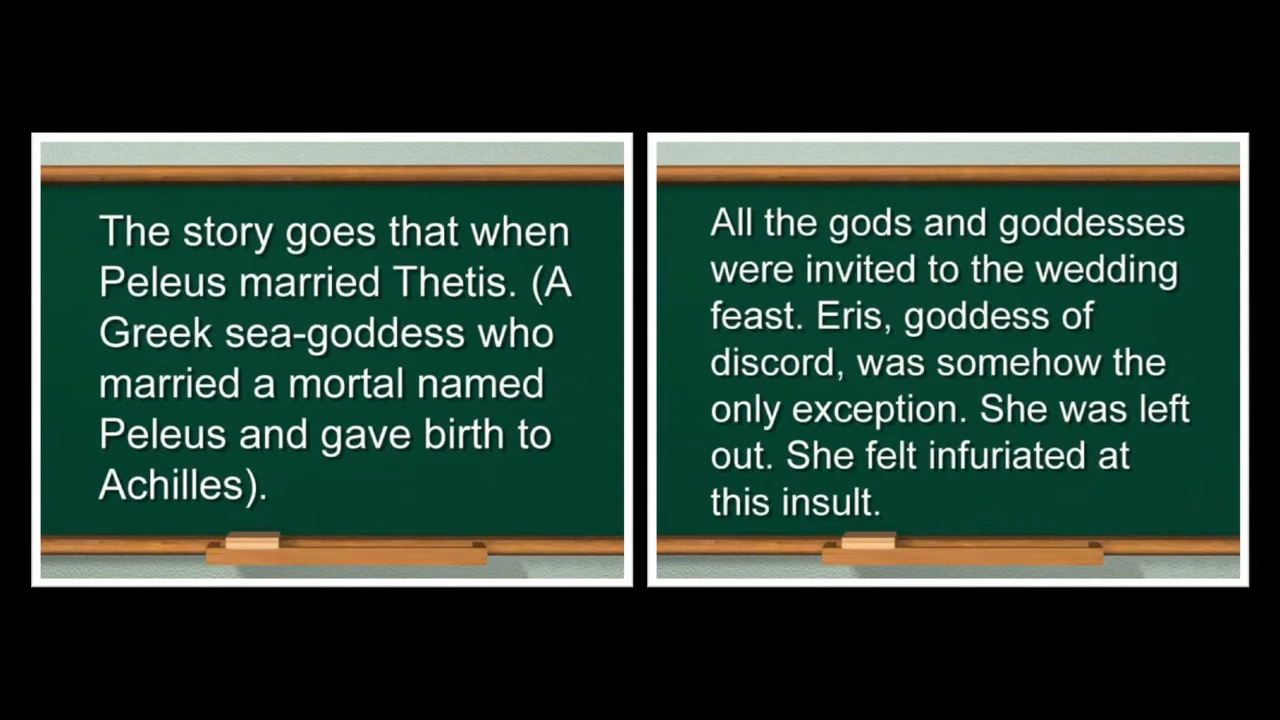 The story goes that when
Peleus married Thetis. (A
Greek sea-goddess who
married a mortal named
Peleus and gave birth to
Achilles).
All the gods and goddesses
were invited to the wedding
feast. Eris, goddess of
discord, was somehow the
only exception. She was left
out. She felt infuriated at
this insult.